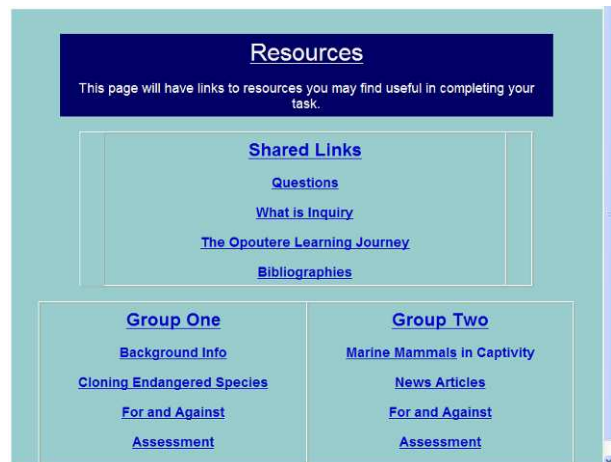 Resources
This page will have links to resources you may find useful in completing your
task.
Shared Links
Questions
What is Inquiry
The Opoutere Learning Journey
Bibliographies
Group One
Background Info
Cloning Endangered Species
For and Against
Assessment
Group Two
Marine Mammals in Captivity
News Articles
For and Against
Assessment